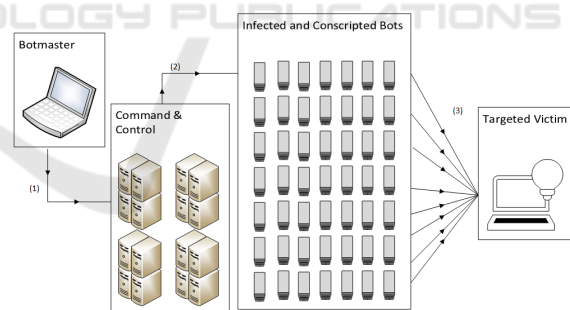 OLOGY PUBLICATIONS
Infected and Conscripted Bots
Botmaster
(2)
(3)
Command &
Control
Targeted Victim
(1)